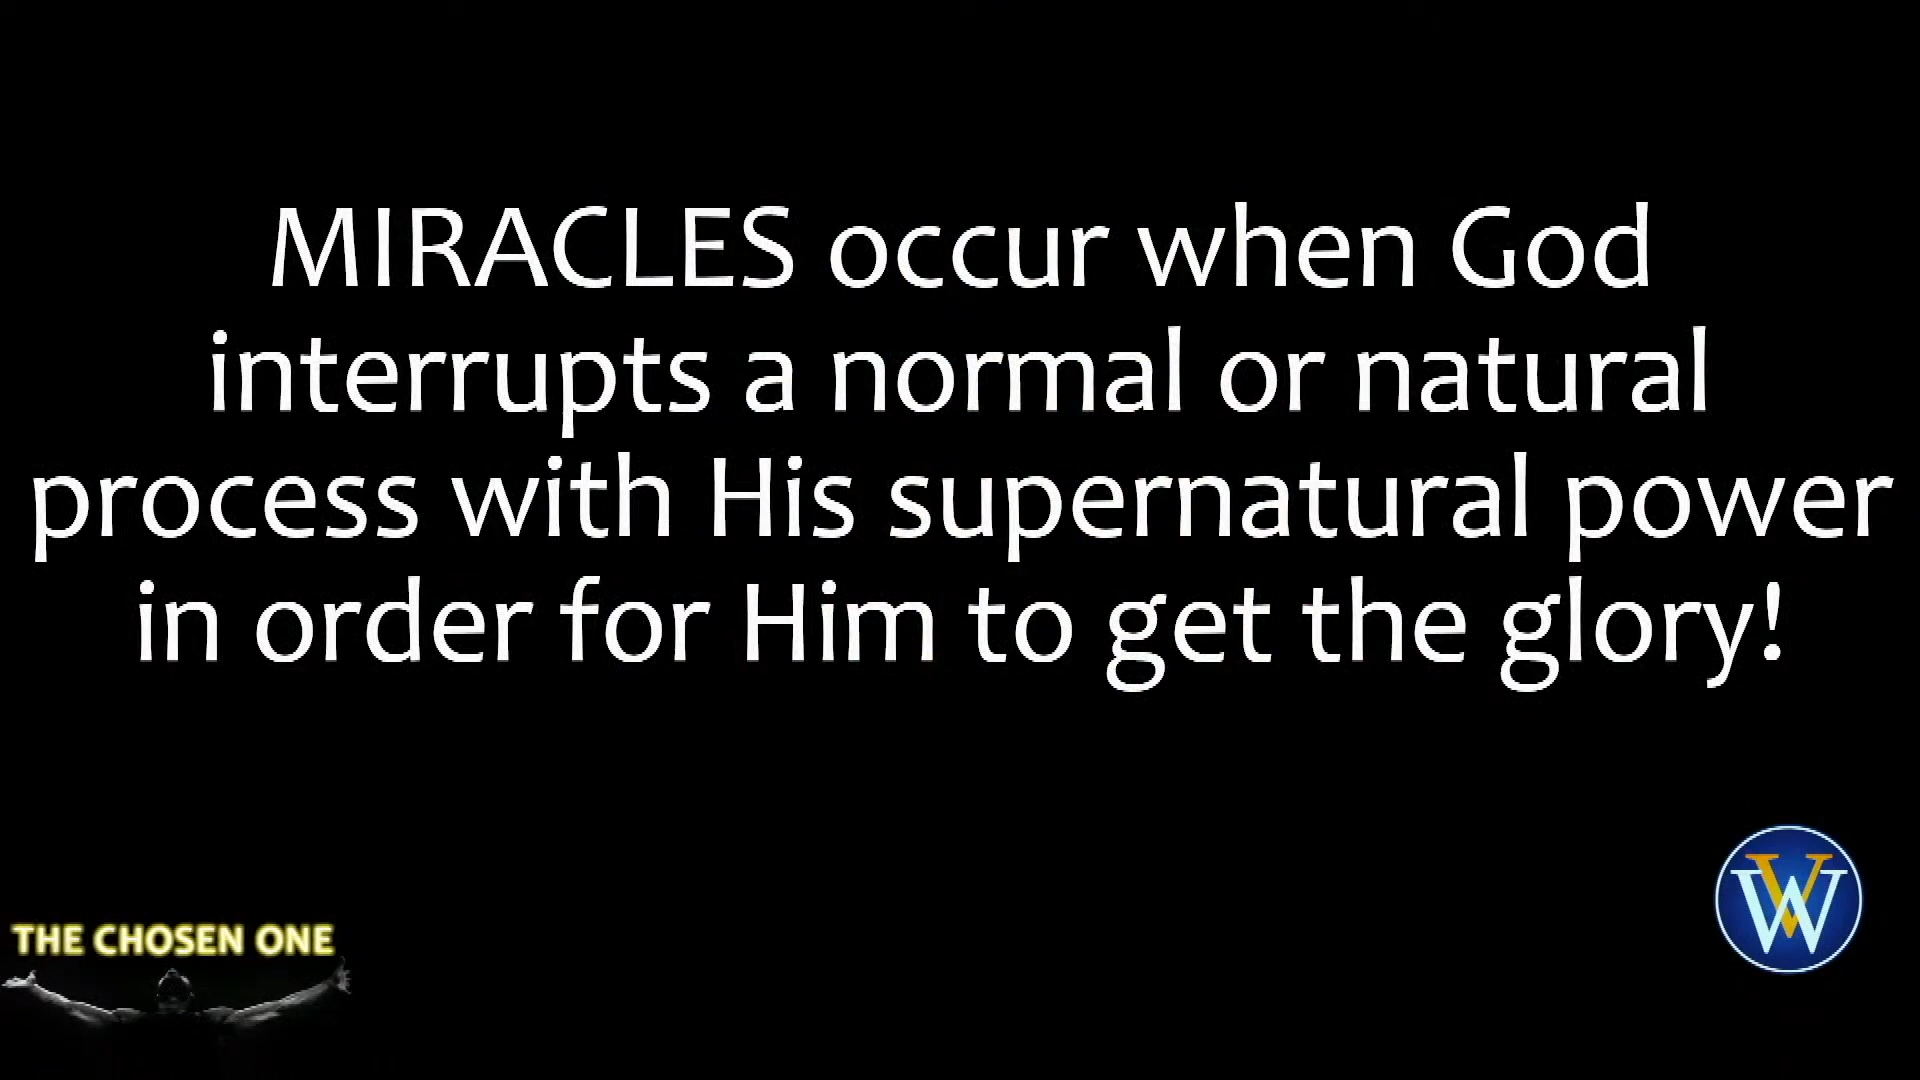 MIRACLES occur when God
interrupts a normal or natural
process with His supernatural power
in order for Him to get the glory!
THE CHOSEN ONE
VW